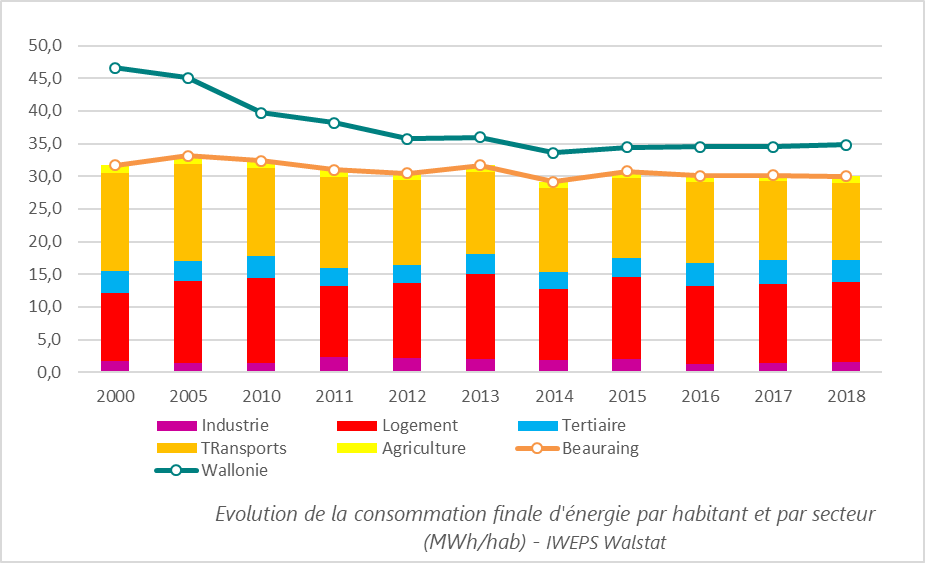 50,0
45,0
40,0
35,0
30,0
25,0
20,0
15,0
10,0
5,0
0,0
2000 2005 2010 2011 2012 2013 2014 2015 2016 2017 2018
Industrie Logement Tertiaire
TRansports Agriculture Beauraing
Wallonie
Evolution de la consommation finale d'énergie par habitant et par secteur
(MWh/hab) - IWEPS Walstat